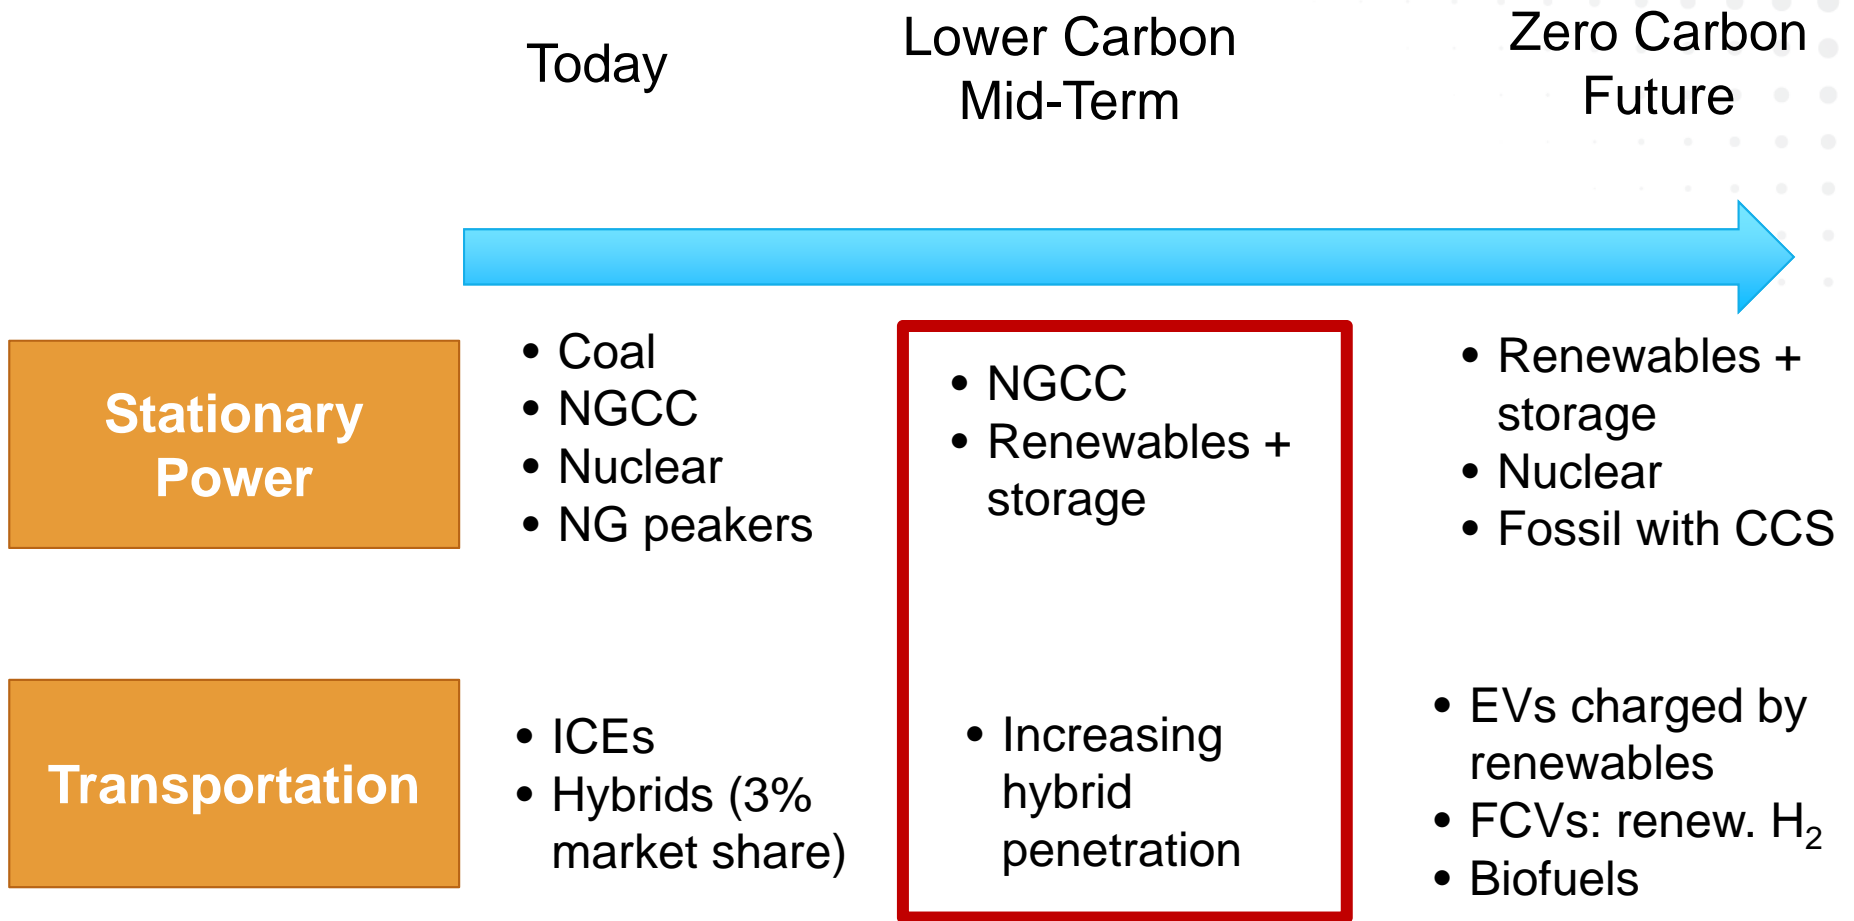 Today
Lower Carbon
Mid-Term
Zero Carbon
Future
Stationary
Power
• Coal
• NGCC
• Nuclear
• NG peakers
• NGCC
• Renewables +
storage
• Renewables +
storage
• Nuclear
• Fossil with CCS
Transportation
• ICEs
• Hybrids (3%
market share)
• Increasing
hybrid
penetration
• EVs charged by
renewables
• FCVs: renew. H₂
• Biofuels